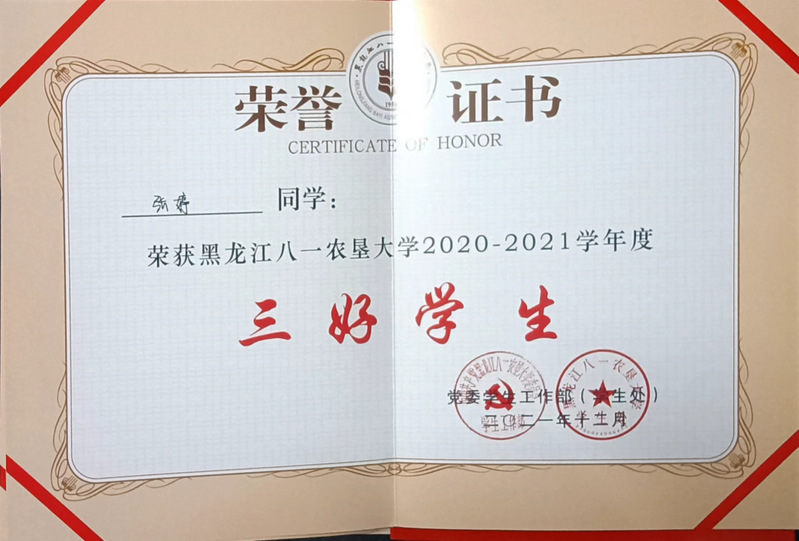 荣誉证书
CERTIFICATE OF HONOR
张婷 同学：
荣获黑龙江八一农垦大学2020-2021学年度
三好学生
党委学生工作部（学生处）
二〇二一年十二月